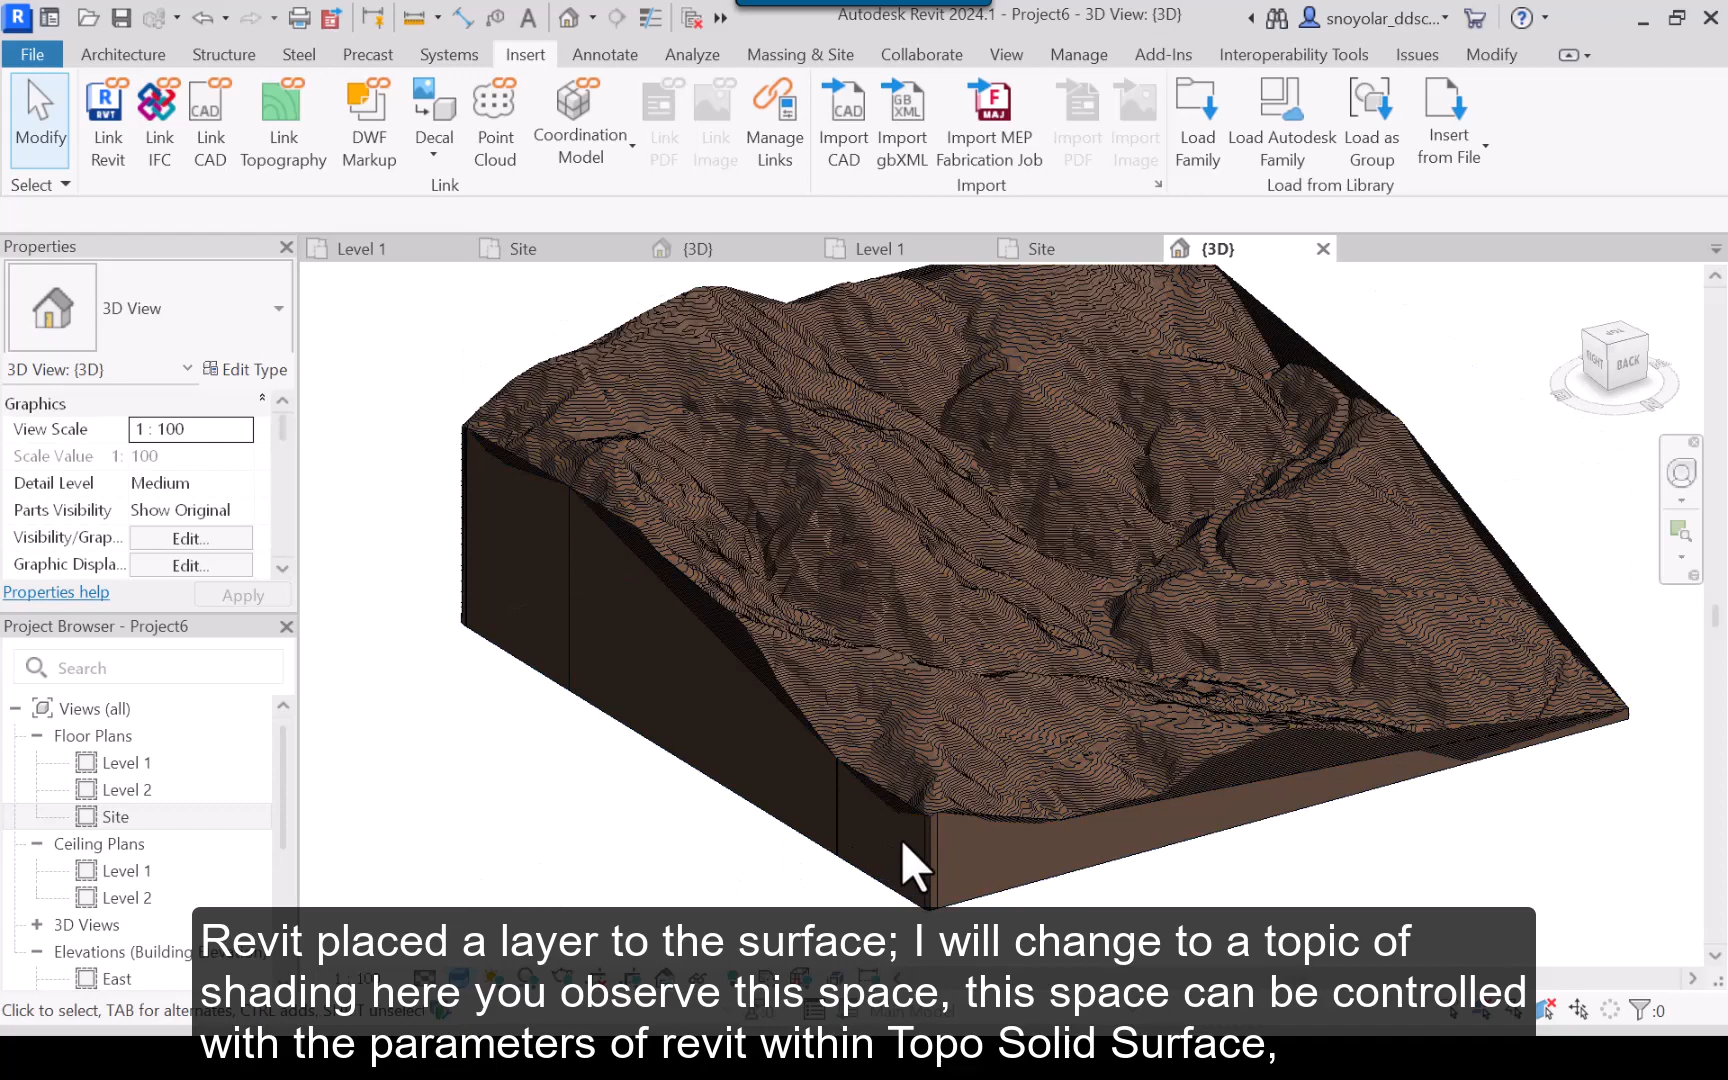 Autodesk Revit 2024.1 - Project6 - 3D View: {3D}
snoyolar_ddsc...
File Architecture Structure Steel Precast Systems Insert Annotate Analyze Massing & Site Collaborate View Manage Add-Ins Interoperability Tools Issues Modify
Modify
Link Revit
Link IFC
Link CAD
Link Topography
DWF Markup
Decal
Point Cloud
Coordination Model
Link PDF
Link Image
Manage Links
Import CAD
Import gbXML
Import MEP Fabrication Job
Import PDF
Import Image
Load Family
Load Autodesk Family
Load as Group
Insert from File
Select Link Import Load from Library
Properties
Level 1 Site {3D} Level 1 Site {3D}
3D View
3D View: {3D} Edit Type
Graphics
View Scale 1 : 100
Scale Value 1: 100
Detail Level Medium
Parts Visibility Show Original
Visibility/Grap... Edit...
Graphic Displa... Edit...
Properties help Apply
RIGHT BACK
TOP
Project Browser - Project6
Search
Views (all)
Floor Plans
Level 1
Level 2
Site
Ceiling Plans
Level 1
Level 2
3D Views
Elevations (Building
East
Click to select, TAB for alternates, CTRL adds, SHIFT unselect
:0
Revit placed a layer to the surface; I will change to a topic of
shading here you observe this space, this space can be controlled
with the parameters of revit within Topo Solid Surface,